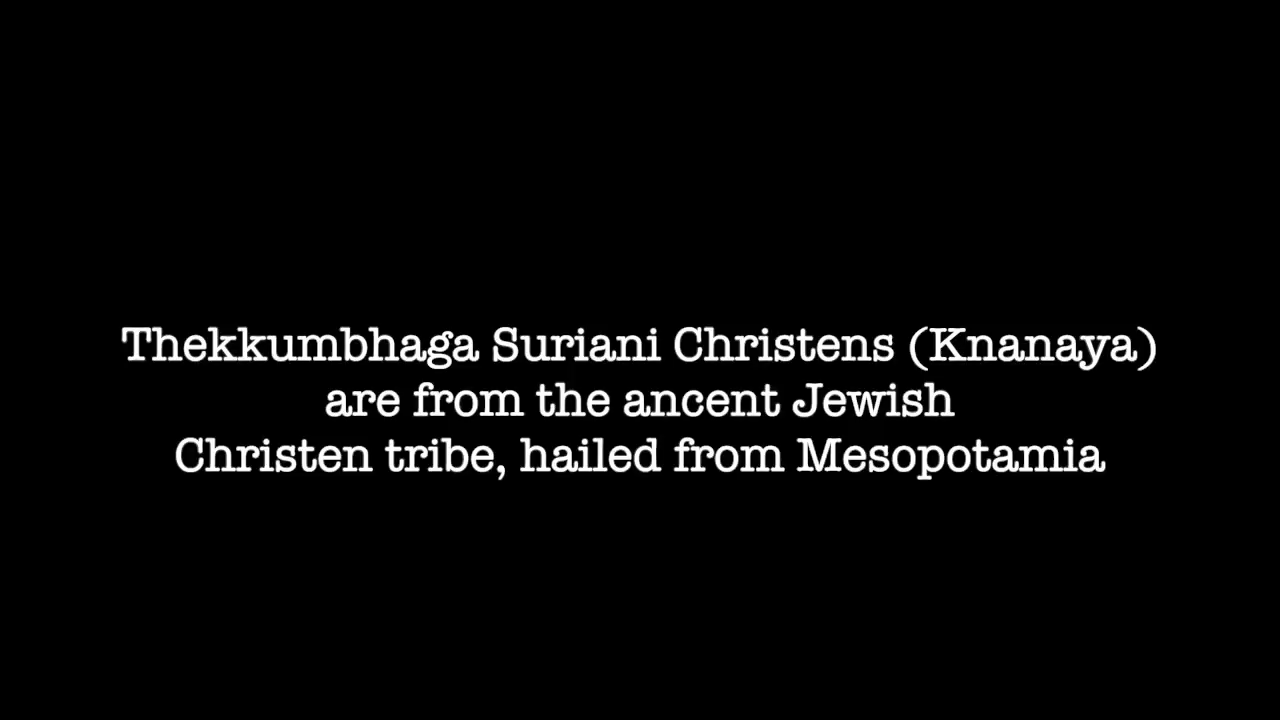 Thekkumbhaga Suriani Christens (Knanaya)
are from the ancent Jewish
Christen tribe, hailed from Mesopotamia